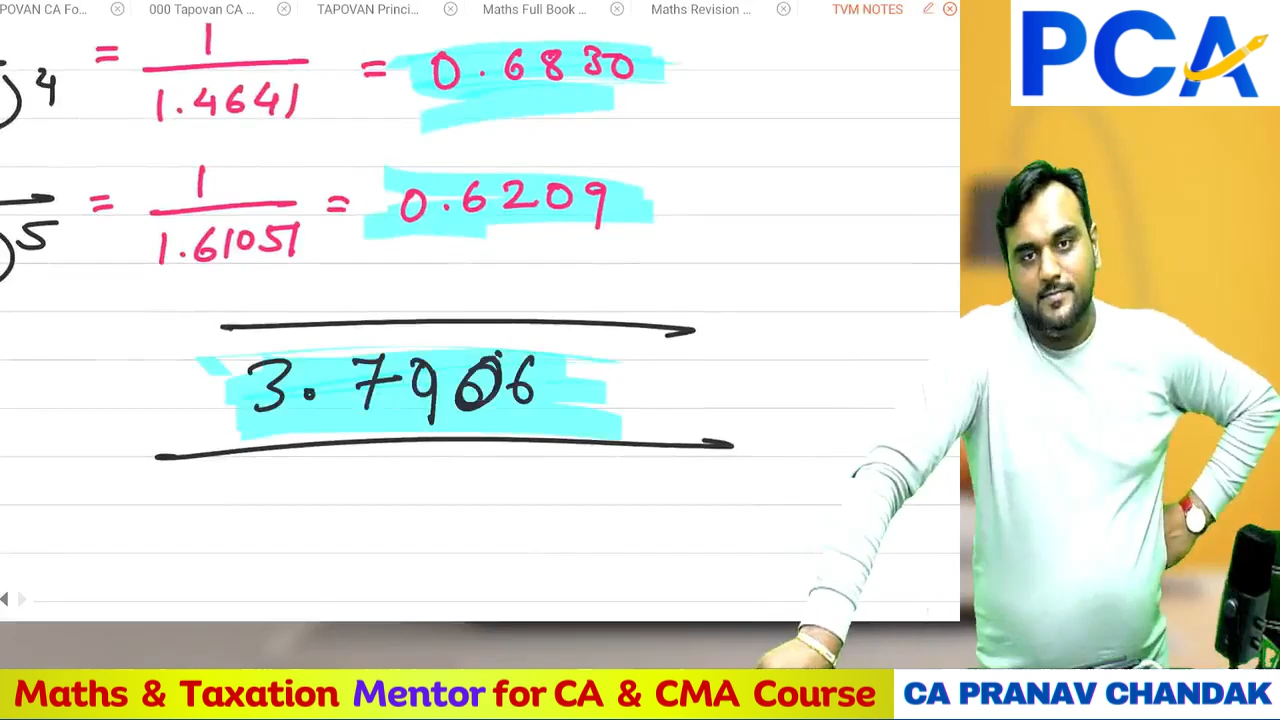 POVAN CA Fo...
000 Tapovan CA ...
TAPOVAN Princi...
Maths Full Book ...
Maths Revision ...
TVM NOTES
PCA
)4 = 1/1.4641 = 0.6830
)5 = 1/1.61051 = 0.6209
3.7906
Maths & Taxation Mentor for CA & CMA Course
CA PRANAV CHANDAK